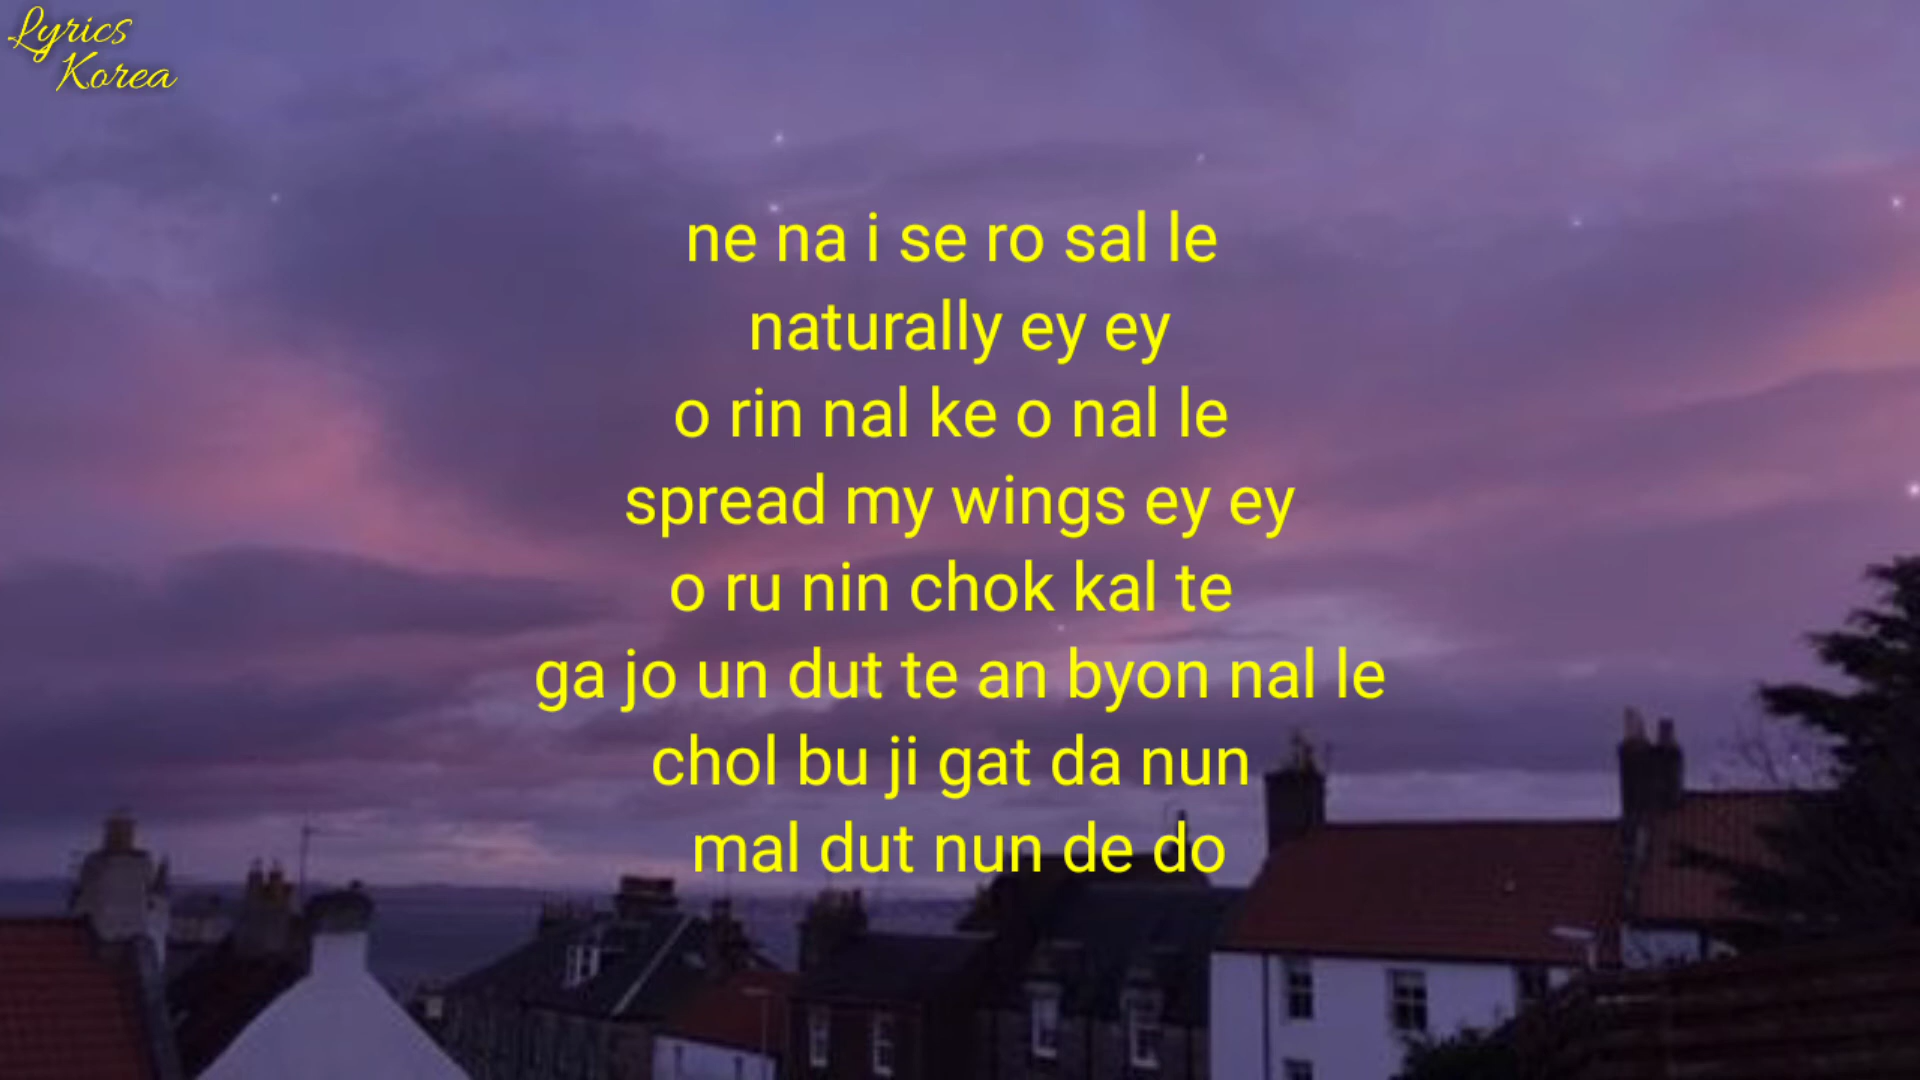 Lyrics
Korea
ne na i se ro sal le
naturally ey ey
o rin nal ke o nal le
spread my wings ey ey
o ru nin chok kal te
ga jo un dut te an byon nal le
chol bu ji gat da nun
mal dut nun de do